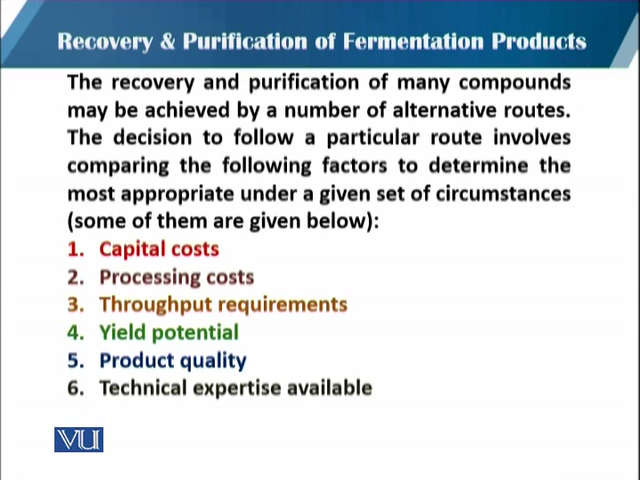 Recovery & Purification of Fermentation Products
The recovery and purification of many compounds
may be achieved by a number of alternative routes.
The decision to follow a particular route involves
comparing the following factors to determine the
most appropriate under a given set of circumstances
(some of them are given below):
1. Capital costs
2. Processing costs
3. Throughput requirements
4. Yield potential
5. Product quality
6. Technical expertise available
VU